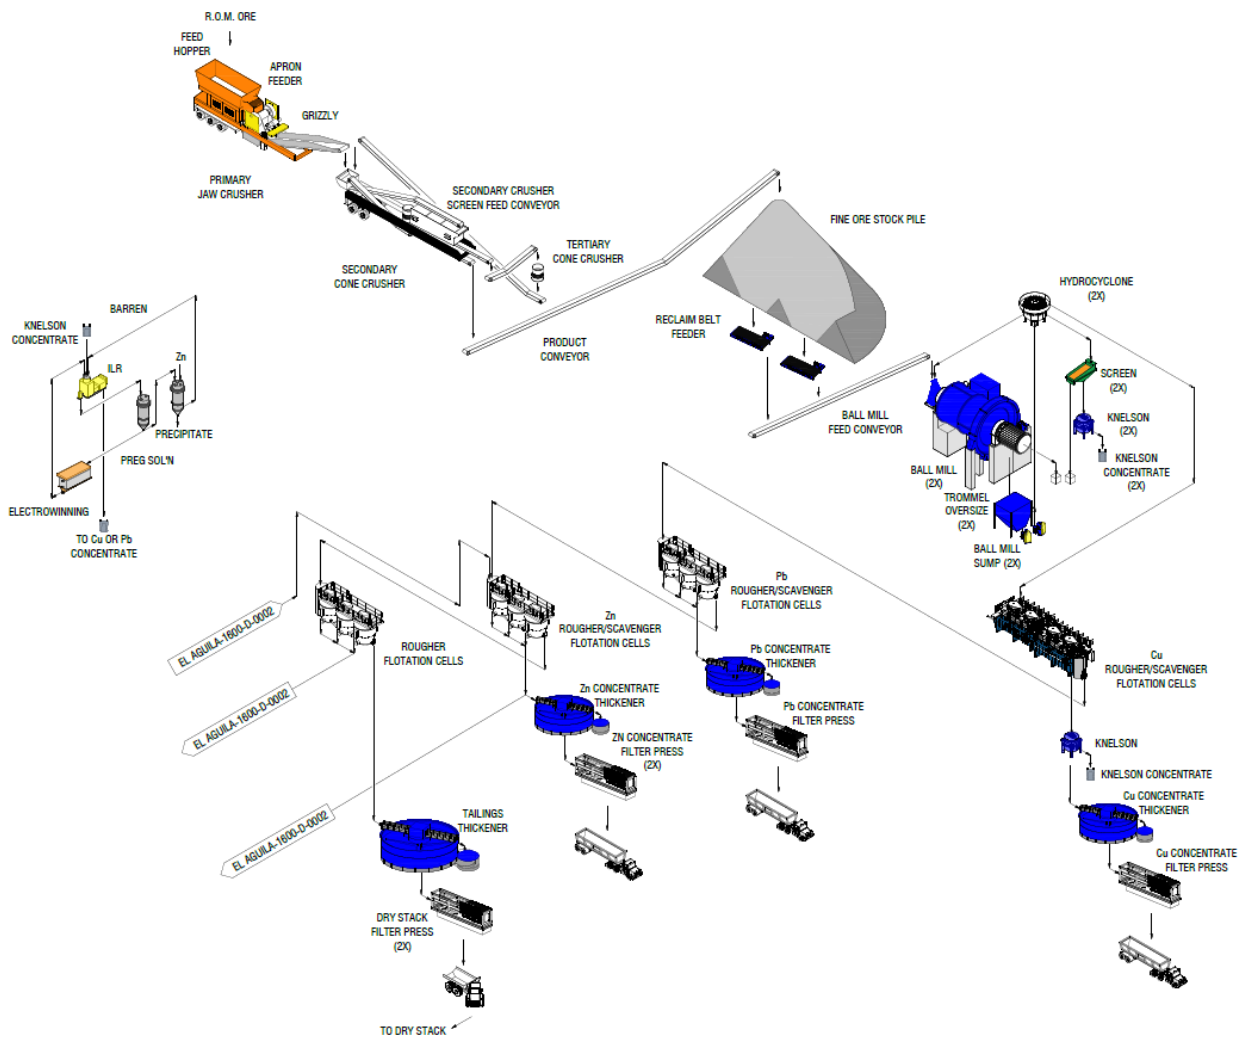 R.O.M. ORE
FEED
HOPPER
APRON
FEEDER
GRIZZLY
PRIMARY
JAW CRUSHER
SECONDARY CRUSHER
SCREEN FEED CONVEYOR
TERTIARY
CONE CRUSHER
SECONDARY
CONE CRUSHER
FINE ORE STOCK PILE
RECLAIM BELT
FEEDER
PRODUCT
CONVEYOR
HYDROCYCLONE
(2X)
SCREEN
(2X)
KNELSON
(2X)
KNELSON
CONCENTRATE
(2X)
BALL MILL
FEED CONVEYOR
BALL MILL
(2X)
TROMMEL
OVERSIZE
(2X)
BALL MILL
SUMP (2X)
BARREN
KNELSON
CONCENTRATE
ILR
Zn
PRECIPITATE
PREG SOL'N
ELECTROWINNING
TO Cu OR Pb
CONCENTRATE
EL AGUILA-1600-D-0002
EL AGUILA-1600-D-0002
EL AGUILA-1600-D-0002
ROUGHER
FLOTATION CELLS
Zn
ROUGHER/SCAVENGER
FLOTATION CELLS
Pb
ROUGHER/SCAVENGER
FLOTATION CELLS
Cu
ROUGHER/SCAVENGER
FLOTATION CELLS
Pb CONCENTRATE
THICKENER
Pb CONCENTRATE
FILTER PRESS
Zn CONCENTRATE
THICKENER
ZN CONCENTRATE
FILTER PRESS
(2X)
KNELSON
KNELSON CONCENTRATE
Cu CONCENTRATE
THICKENER
Cu CONCENTRATE
FILTER PRESS
TAILINGS
THICKENER
DRY STACK
FILTER PRESS
(2X)
TO DRY STACK